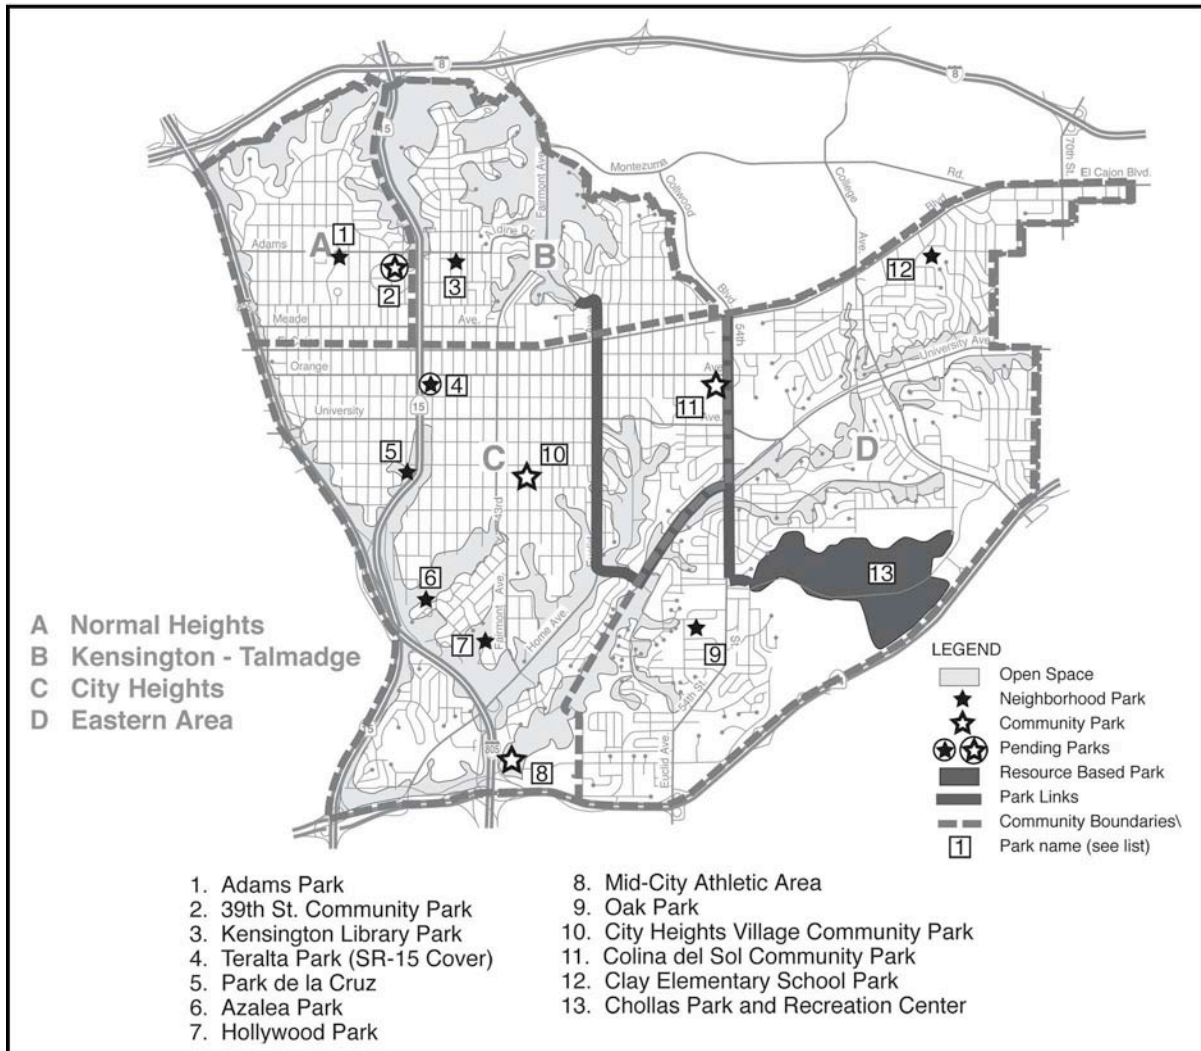 8
8
5
Fairmont Ave.
Montezuma
Collwood
College
Rd.
70th St.
El Cajon Blvd.
Blvd.
Adams
A
1
2
3
B
Ave.
12
Meade
Ave.
Blvd.
54th
University Ave.
Orange
Ave.
4
11
University
15
Ave.
5
C
10
D
43rd
6
13
7
Fairmont Ave.
Home Ave.
9
St.
54th St.
5
805
8
Euclid Ave.
A Normal Heights
B Kensington - Talmadge
C City Heights
D Eastern Area
LEGEND
Open Space
Neighborhood Park
Community Park
Pending Parks
Resource Based Park
Park Links
Community Boundaries\
1 Park name (see list)
1. Adams Park
2. 39th St. Community Park
3. Kensington Library Park
4. Teralta Park (SR-15 Cover)
5. Park de la Cruz
6. Azalea Park
7. Hollywood Park
8. Mid-City Athletic Area
9. Oak Park
10. City Heights Village Community Park
11. Colina del Sol Community Park
12. Clay Elementary School Park
13. Chollas Park and Recreation Center